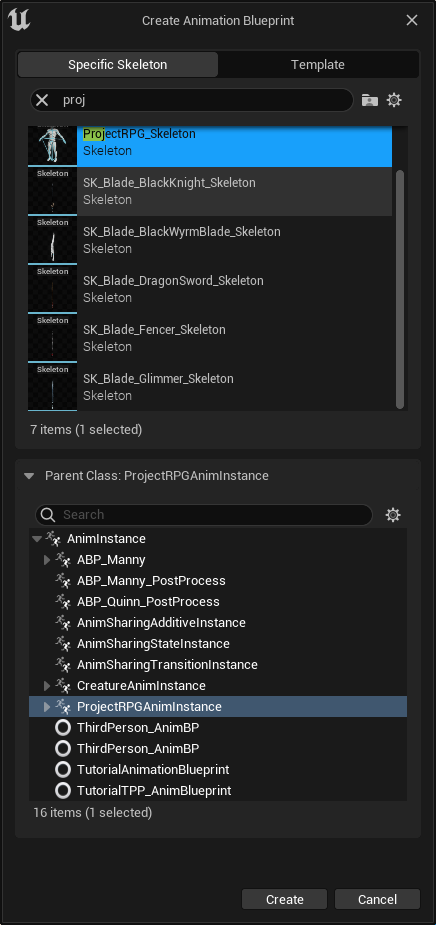 Create Animation Blueprint
Specific Skeleton
Template
proj
ProjectRPG_Skeleton
Skeleton
Skeleton
SK_Blade_BlackKnight_Skeleton
Skeleton
Skeleton
SK_Blade_BlackWyrmBlade_Skeleton
Skeleton
Skeleton
SK_Blade_DragonSword_Skeleton
Skeleton
Skeleton
SK_Blade_Fencer_Skeleton
Skeleton
Skeleton
SK_Blade_Glimmer_Skeleton
Skeleton
7 items (1 selected)
Parent Class: ProjectRPGAnimInstance
Search
AnimInstance
ABP_Manny
ABP_Manny_PostProcess
ABP_Quinn_PostProcess
AnimSharingAdditiveInstance
AnimSharingStateInstance
AnimSharingTransitionInstance
CreatureAnimInstance
ProjectRPGAnimInstance
ThirdPerson_AnimBP
ThirdPerson_AnimBP
TutorialAnimationBlueprint
TutorialTPP_AnimBlueprint
16 items (1 selected)
Create
Cancel